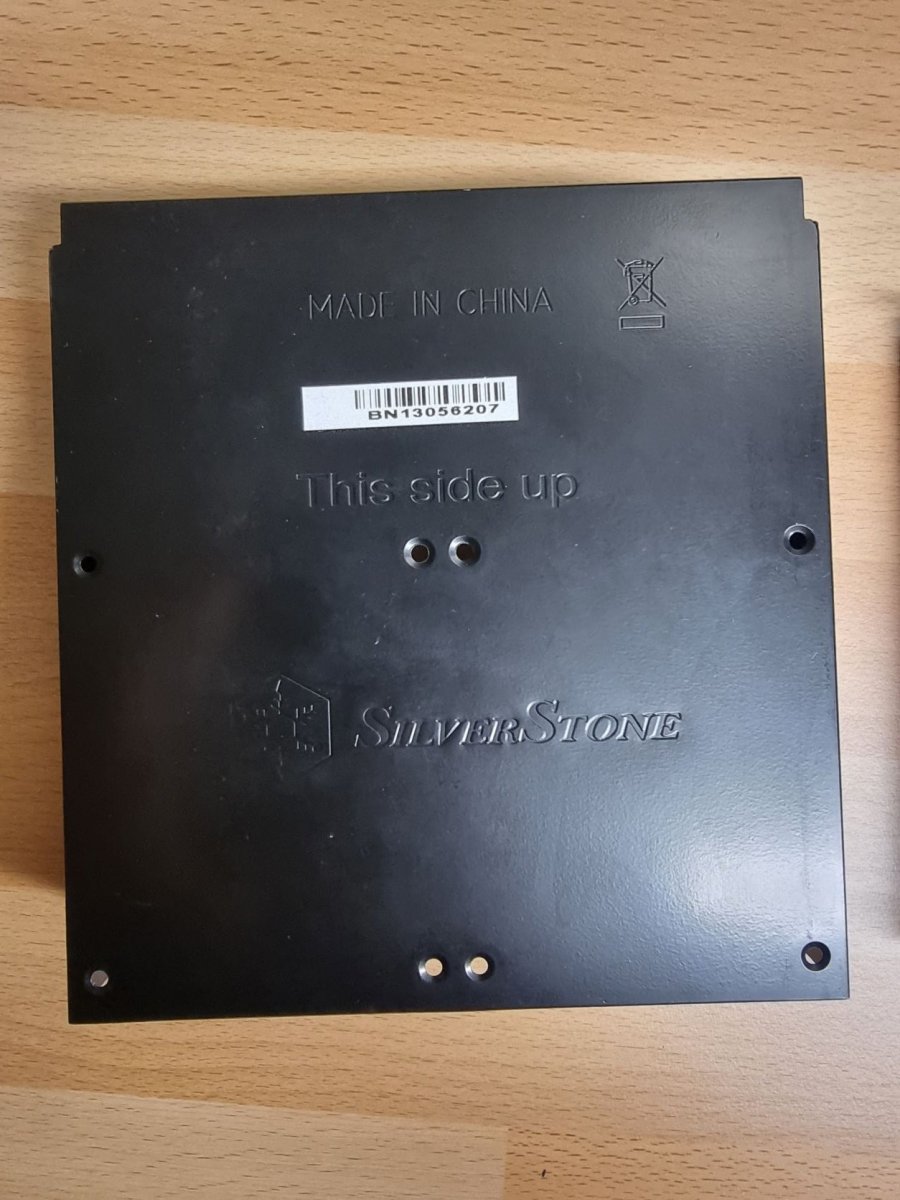 MADE IN CHINA
BN13056207
This side up
SILVERSTONE